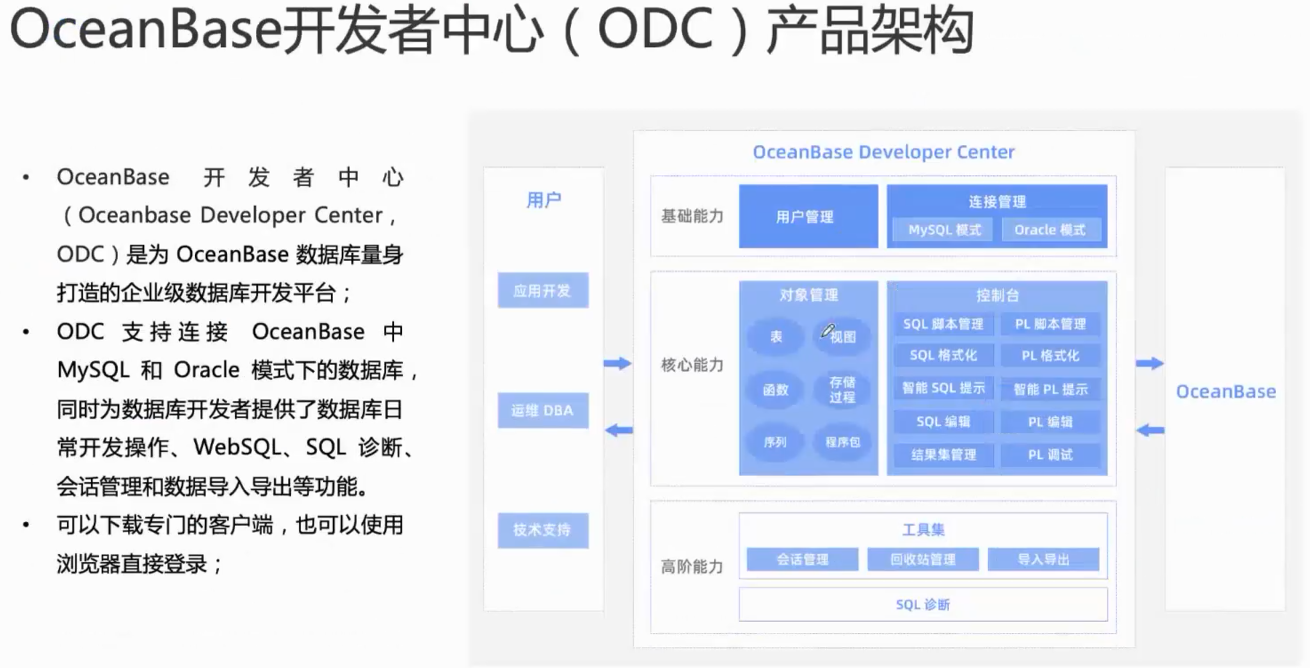 OceanBase开发者中心（ODC）产品架构
• OceanBase 开发者中心
（Oceanbase Developer Center，
ODC）是为 OceanBase 数据库量身
打造的企业级数据库开发平台；
• ODC 支持连接 OceanBase 中
MySQL 和 Oracle 模式下的数据库，
同时为数据库开发者提供了数据库日
常开发操作、WebSQL、SQL 诊断、
会话管理和数据导入导出等功能。
• 可以下载专门的客户端，也可以使用
浏览器直接登录；
用户
应用开发
运维 DBA
技术支持
OceanBase Developer Center
基础能力
用户管理
连接管理
MySQL 模式
Oracle 模式
核心能力
对象管理
表
视图
函数
存储
过程
序列
程序包
控制台
SQL 脚本管理
PL 脚本管理
SQL 格式化
PL 格式化
智能 SQL 提示
智能 PL 提示
SQL 编辑
PL 编辑
结果集管理
PL 调试
高阶能力
工具集
会话管理
回收站管理
导入导出
SQL 诊断
OceanBase